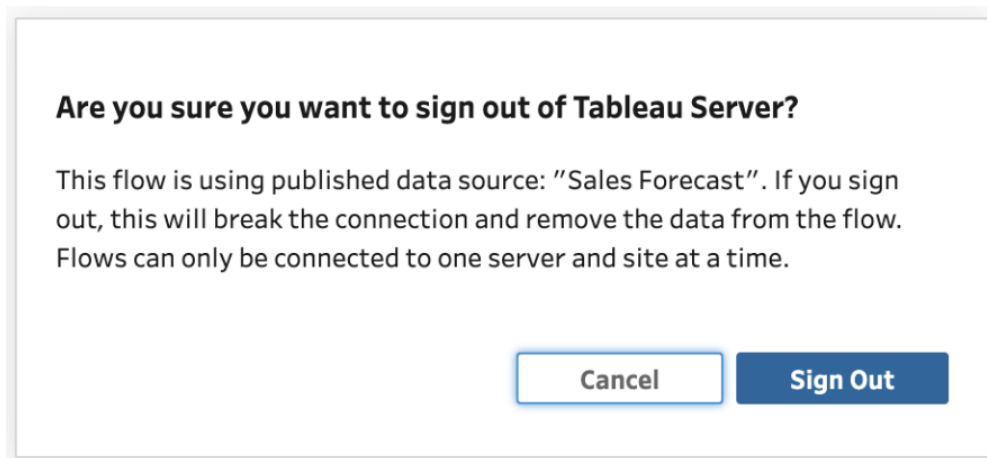 Are you sure you want to sign out of Tableau Server?
This flow is using published data source: "Sales Forecast". If you sign
out, this will break the connection and remove the data from the flow.
Flows can only be connected to one server and site at a time.
Cancel Sign Out